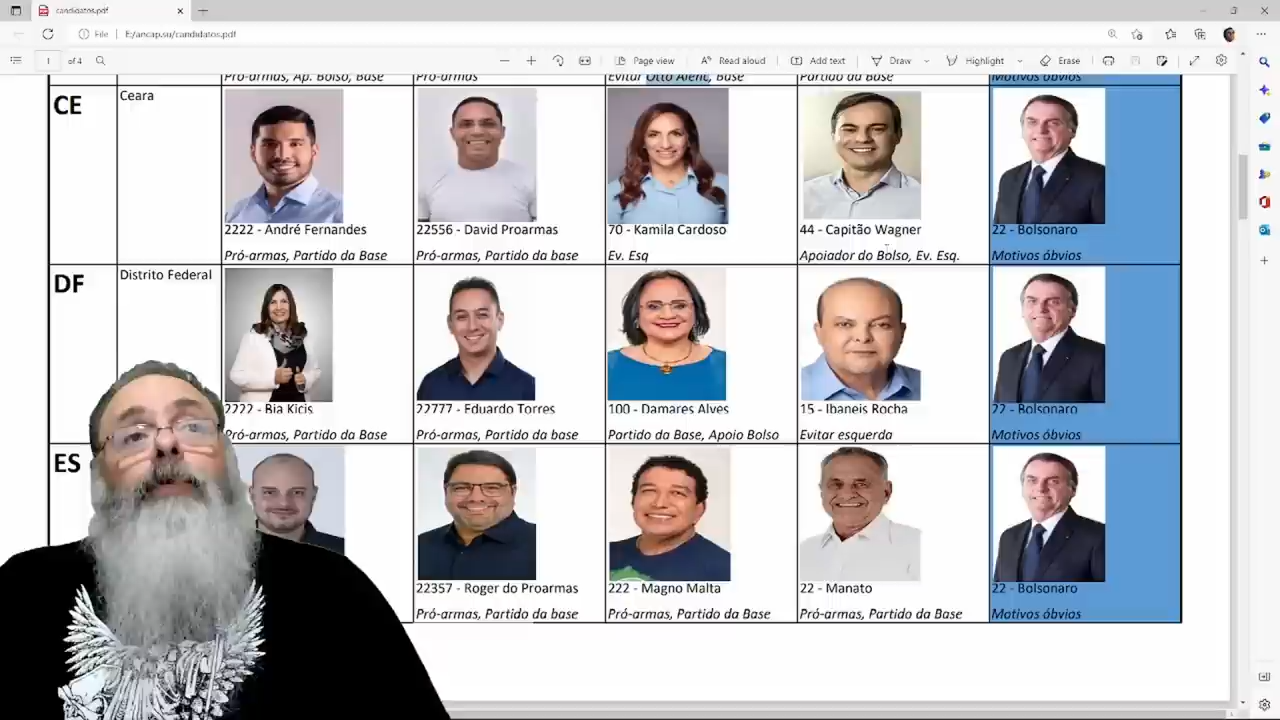 candidatos.pdf
File
E:/ancap.su/candidatos.pdf
1 of 4
Page view
Read aloud
Add text
Draw
Highlight
Erase
Pró-armas, Ap. Bolso, Base
Pró-armas
Evitar Otto Alenc, Base
Partido da Base
Motivos óbvios
CE
Ceara
2222 - André Fernandes
22556 - David Proarmas
70 - Kamila Cardoso
44 - Capitão Wagner
22 - Bolsonaro
Pró-armas, Partido da Base
Pró-armas, Partido da base
Ev. Esq
Apoiador do Bolso, Ev. Esq.
Motivos óbvios
DF
Distrito Federal
2222 - Bia Kicis
22777 - Eduardo Torres
100 - Damares Alves
15 - Ibaneis Rocha
22 - Bolsonaro
Pró-armas, Partido da Base
Pró-armas, Partido da base
Partido da Base, Apoio Bolso
Evitar esquerda
Motivos óbvios
ES
22357 - Roger do Proarmas
222 - Magno Malta
22 - Manato
22 - Bolsonaro
Pró-armas, Partido da base
Pró-armas, Partido da Base
Pró-armas, Partido da Base
Motivos óbvios